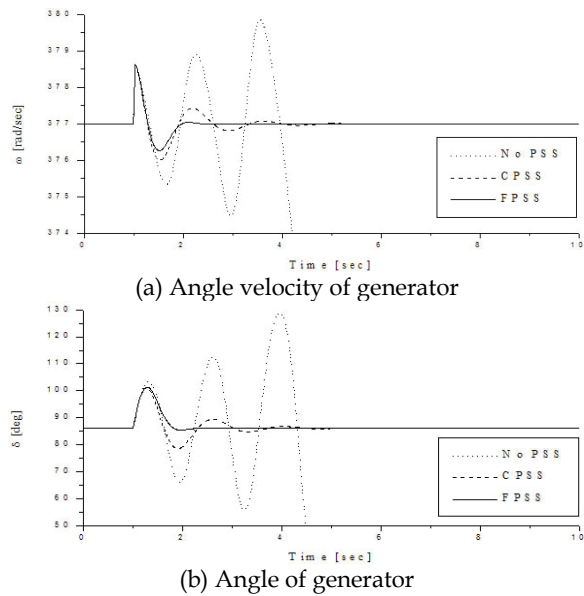 380
379
378
377
376
375
374
ω [rad/sec]
No PSS
CPSS
FPSS
0 2 4 6 8 10
Time [sec]
(a) Angle velocity of generator
130
120
110
100
90
80
70
60
50
δ [deg]
No PSS
CPSS
FPSS
0 2 4 6 8 10
Time [sec]
(b) Angle of generator